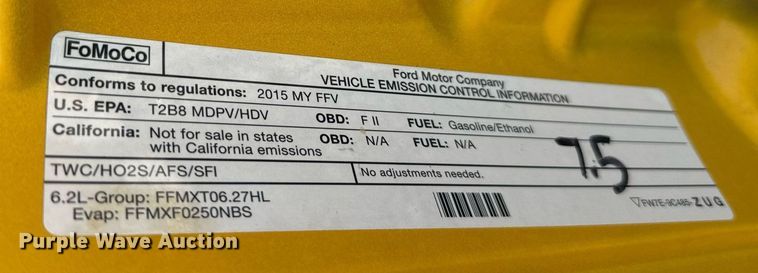 FoMoCo
Ford Motor Company
VEHICLE EMISSION CONTROL INFORMATION
Conforms to regulations: 2015 MY FFV
U.S. EPA: T2B8 MDPV/HDV OBD: F II FUEL: Gasoline/Ethanol
California: Not for sale in states with California emissions OBD: N/A FUEL: N/A
7.5
TWC/HO2S/AFS/SFI No adjustments needed.
6.2L-Group: FFMXT06.27HL
Evap: FFMXF0250NBS
FW7E-9C485-ZUG
Purple Wave Auction